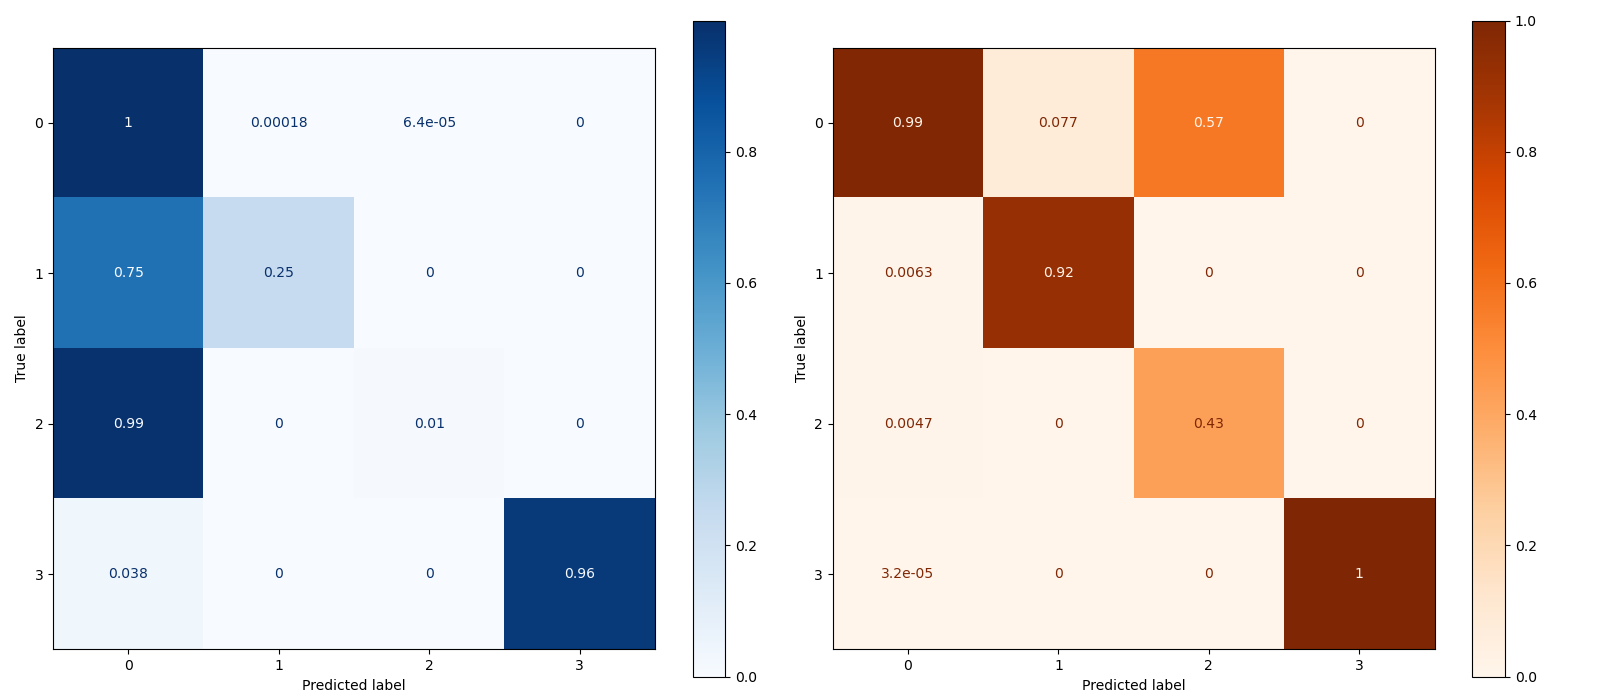 0 1 0.00018 6.4e-05 0
1 0.75 0.25 0 0
2 0.99 0 0.01 0
3 0.038 0 0 0.96
0 1 2 3
Predicted label
True label
0.8
0.6
0.4
0.2
0.0
0 0.99 0.077 0.57 0
1 0.0063 0.92 0 0
2 0.0047 0 0.43 0
3 3.2e-05 0 0 1
0 1 2 3
Predicted label
True label
1.0
0.8
0.6
0.4
0.2
0.0